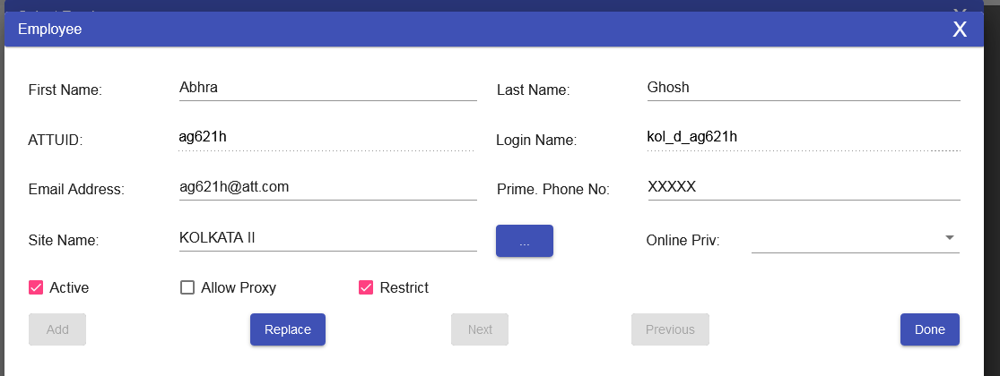 Employee X
First Name: Abhra Last Name: Ghosh
ATTUID: ag621h Login Name: kol_d_ag621h
Email Address: ag621h@att.com Prime. Phone No: XXXXX
Site Name: KOLKATA II ... Online Priv:
Active Allow Proxy Restrict
Add Replace Next Previous Done